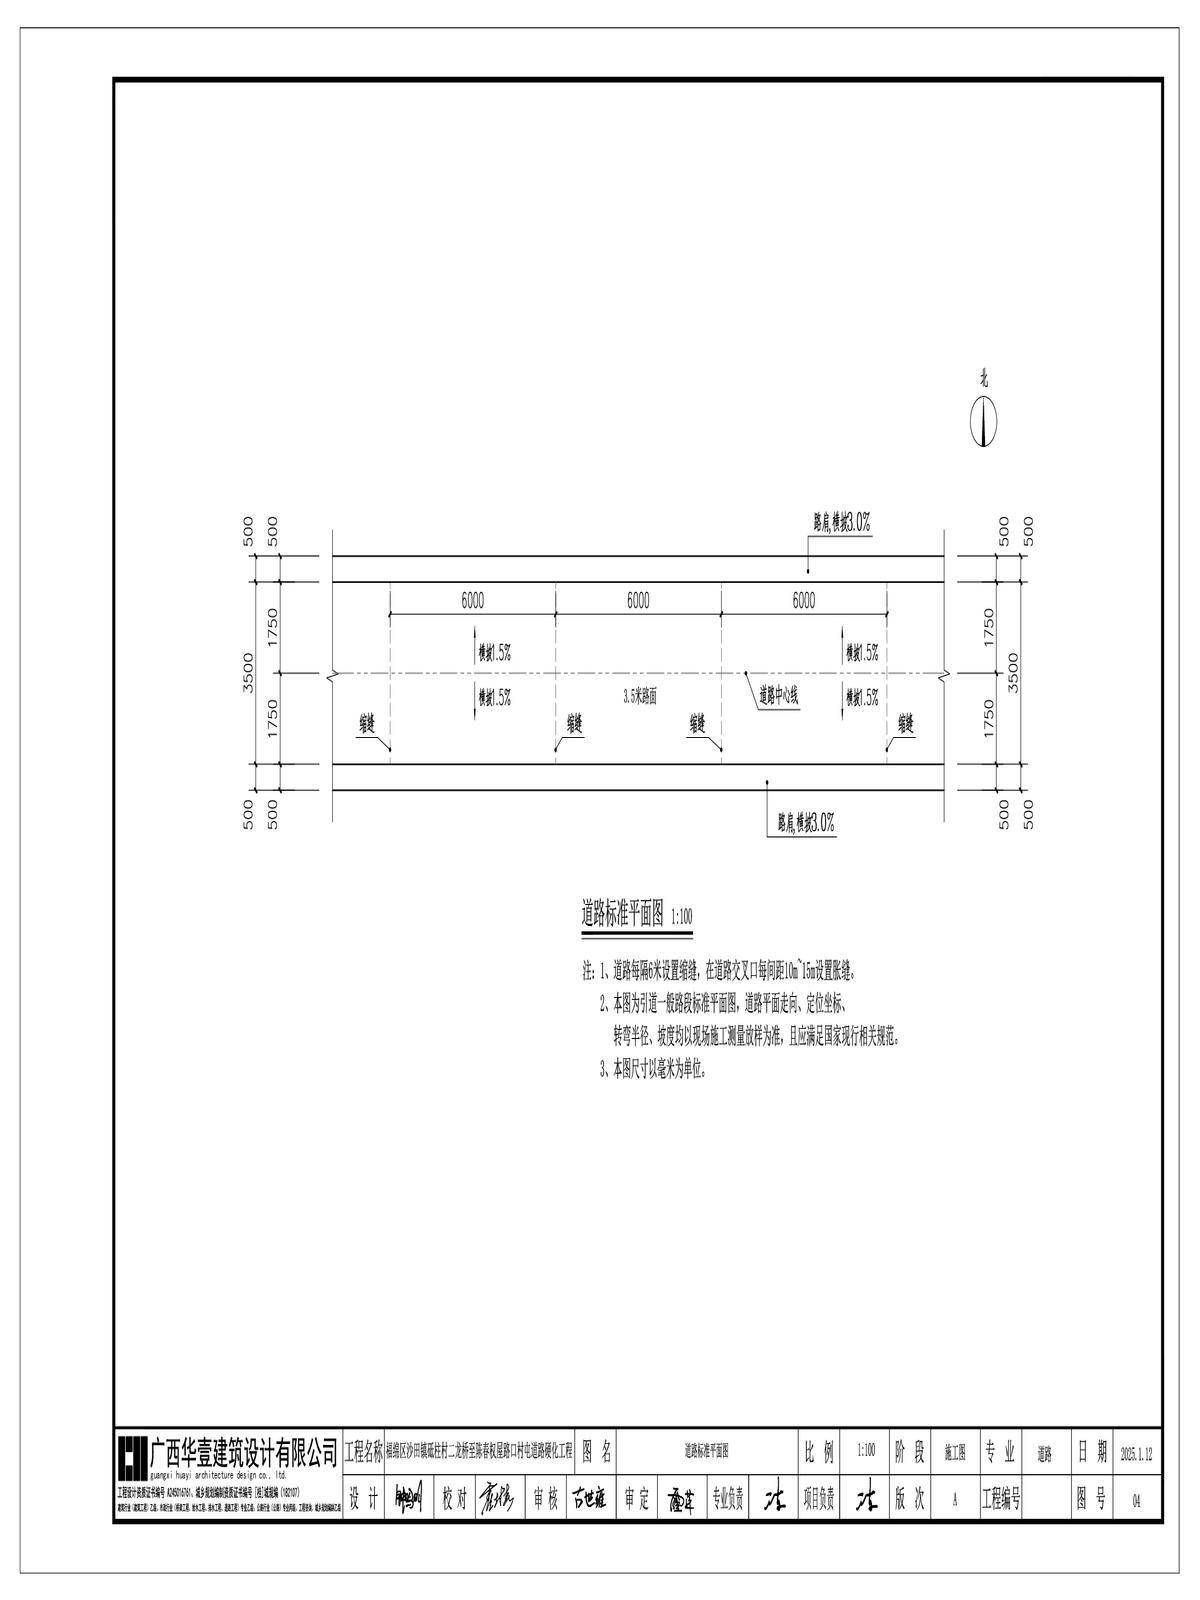 北
路肩,横坡3.0%
500
500
500
500
6000
6000
6000
1750
3500
1750
横坡1.5%
横坡1.5%
横坡1.5%
横坡1.5%
3.5米路面
道路中心线
1750
3500
1750
缩缝
缩缝
缩缝
缩缝
500
500
500
500
路肩,横坡3.0%
道路标准平面图 1:100
注: 1、道路每隔6米设置缩缝, 在道路交叉口每间距10m~15m设置胀缝。
2、本图为引道一般路段标准平面图, 道路平面走向、定位坐标、
转弯半径、坡度均以现场施工测量放样为准, 且应满足国家现行相关规范。
3、本图尺寸以毫米为单位。
广西华壹建筑设计有限公司
guangxi huayi architecture design co., ltd.
工程设计资质证书编号 A245016761、城乡规划编制资质证书编号 [桂]城规编(182107)
工程名称 福绵区沙田镇砥柱村二龙桥至陈春权屋路口村屯道路硬化工程 图 名 道路标准平面图 比 例 1:100 阶 段 施工图 专 业 道路 日 期 2025.1.12
设 计 校 对 审 核 审 定 专业负责 项目负责 版 次 A 工程编号 图 号 04